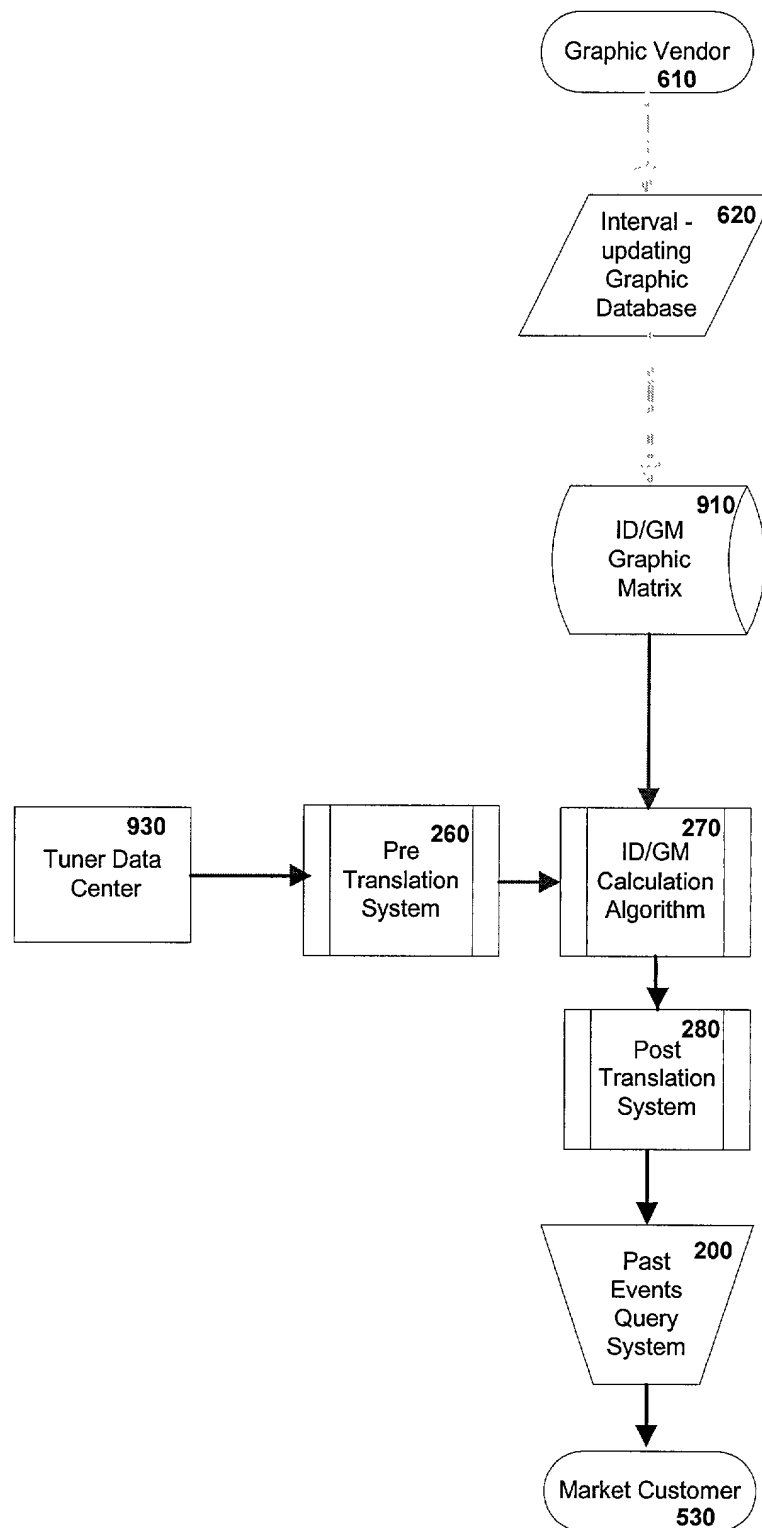 Graphic Vendor
610
620
Interval -
updating
Graphic
Database
910
ID/GM
Graphic
Matrix
930
Tuner Data
Center
260
Pre
Translation
System
270
ID/GM
Calculation
Algorithm
280
Post
Translation
System
200
Past
Events
Query
System
Market Customer
530